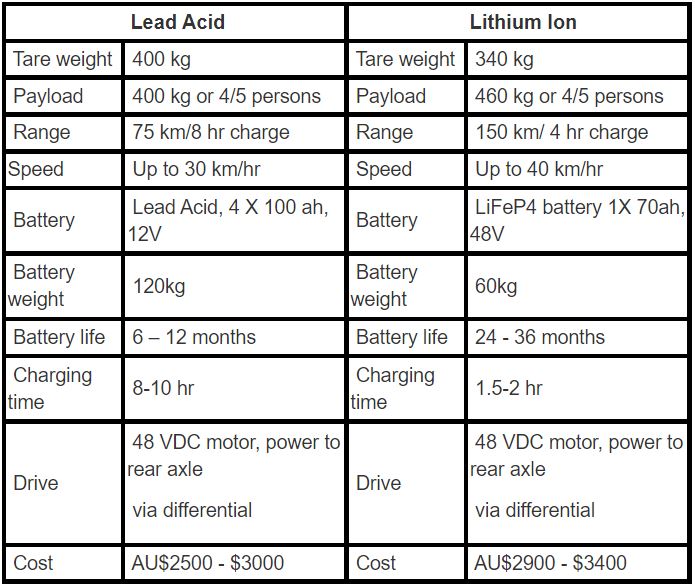 Lead Acid Lithium Ion
Tare weight 400 kg Tare weight 340 kg
Payload 400 kg or 4/5 persons Payload 460 kg or 4/5 persons
Range 75 km/8 hr charge Range 150 km/ 4 hr charge
Speed Up to 30 km/hr Speed Up to 40 km/hr
Battery Lead Acid, 4 X 100 ah, 12V Battery LiFeP4 battery 1X 70ah, 48V
Battery weight 120kg Battery weight 60kg
Battery life 6 – 12 months Battery life 24 - 36 months
Charging time 8-10 hr Charging time 1.5-2 hr
Drive 48 VDC motor, power to rear axle via differential Drive 48 VDC motor, power to rear axle via differential
Cost AU$2500 - $3000 Cost AU$2900 - $3400